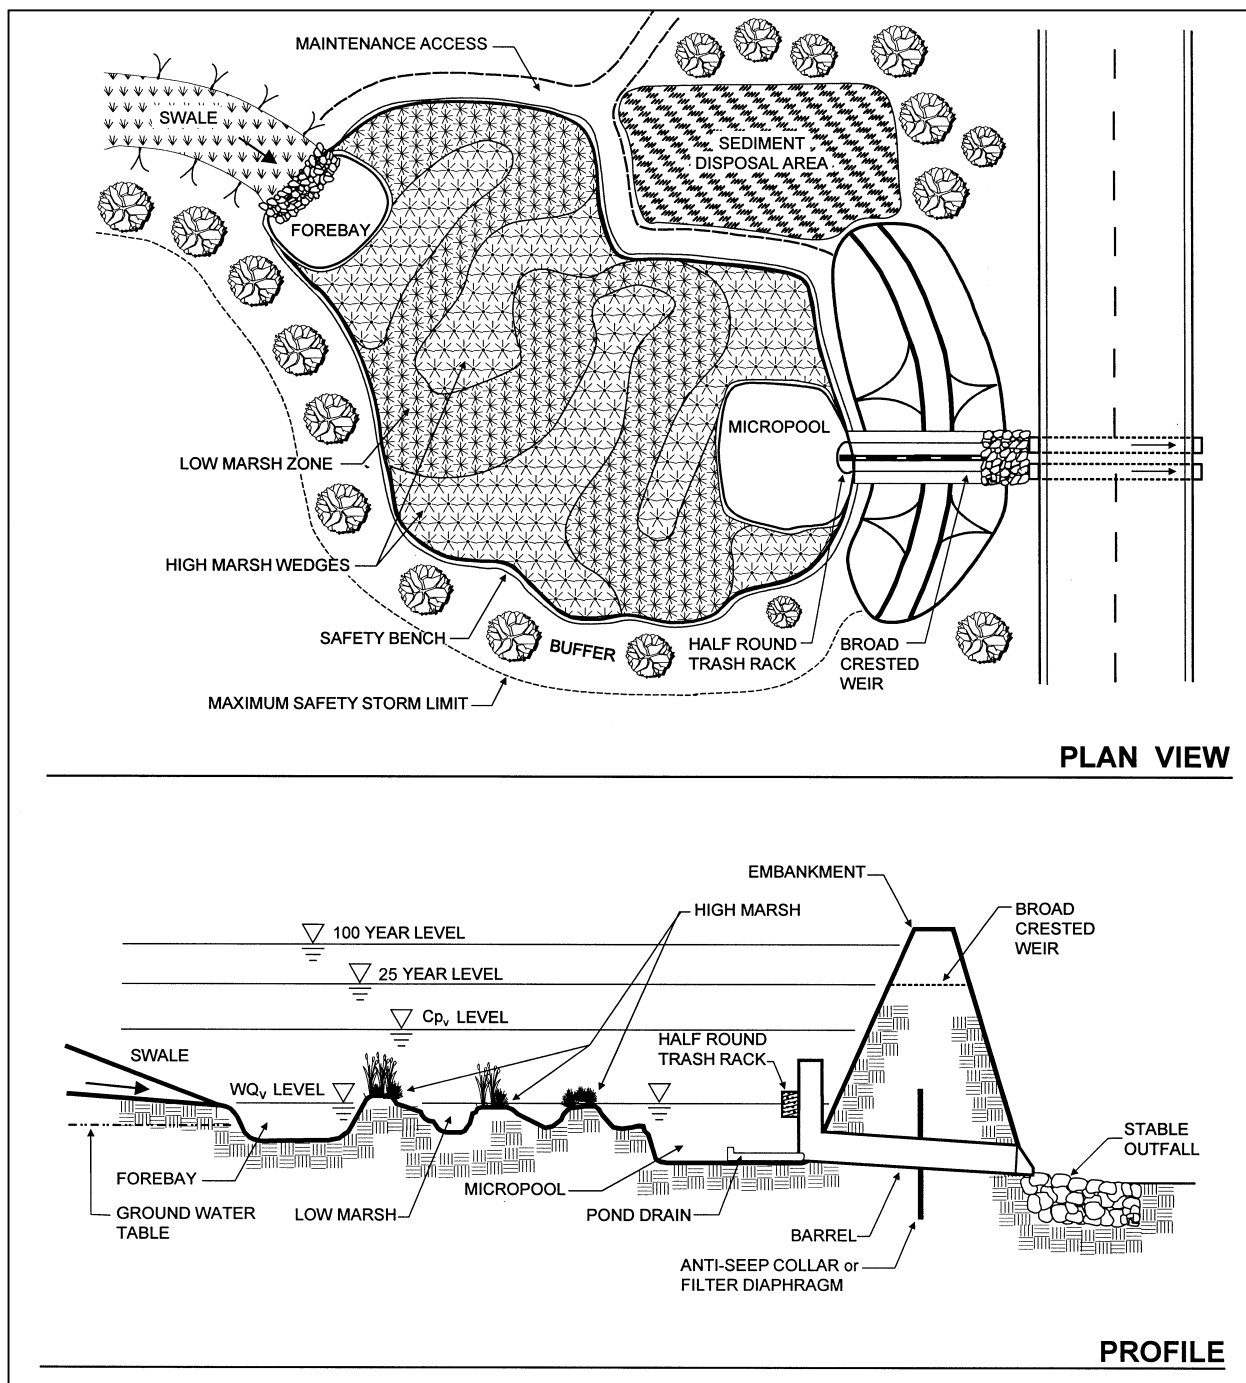 MAINTENANCE ACCESS
SWALE
SEDIMENT
DISPOSAL AREA
FOREBAY
MICROPOOL
LOW MARSH ZONE
HIGH MARSH WEDGES
SAFETY BENCH
BUFFER
HALF ROUND
TRASH RACK
BROAD
CRESTED
WEIR
MAXIMUM SAFETY STORM LIMIT
PLAN VIEW
EMBANKMENT
HIGH MARSH
BROAD
CRESTED
WEIR
100 YEAR LEVEL
25 YEAR LEVEL
Cpv LEVEL
HALF ROUND
TRASH RACK
SWALE
WQv LEVEL
STABLE
OUTFALL
FOREBAY
MICROPOOL
GROUND WATER
TABLE
LOW MARSH
POND DRAIN
BARREL
ANTI-SEEP COLLAR or
FILTER DIAPHRAGM
PROFILE